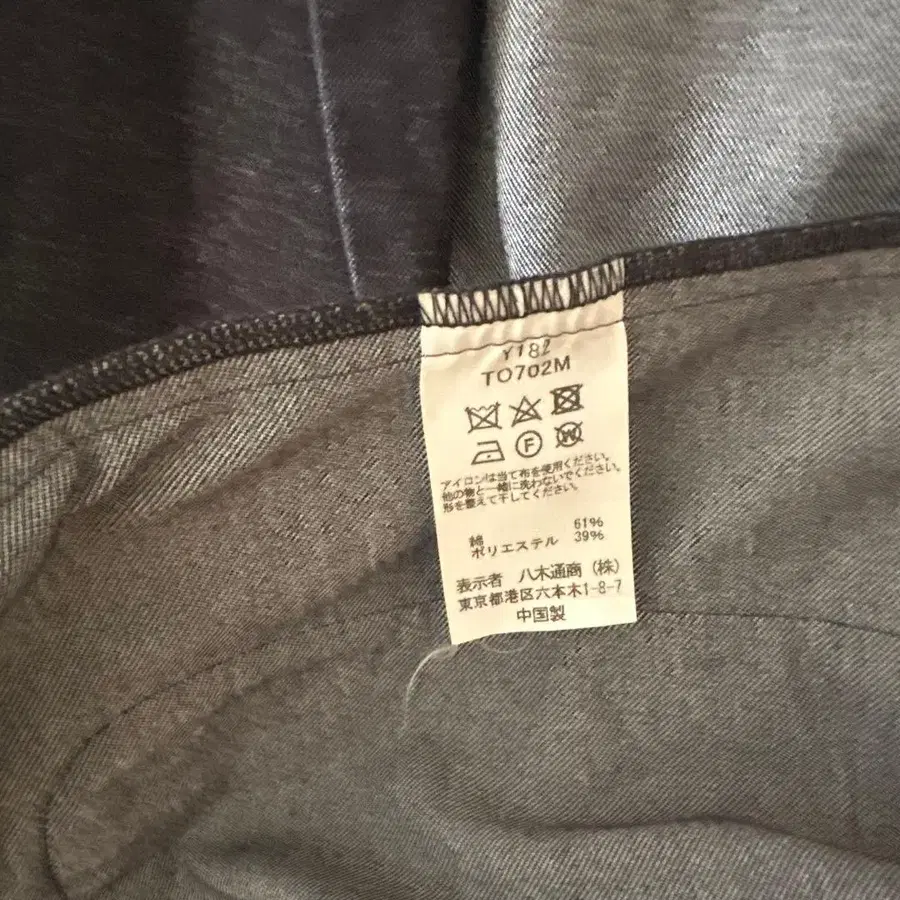 Y182
TO702M
F W
アイロンは当て布を使用ください。
他の物と一緒に洗わないでください。
形を整えて干してください。
綿 61%
ポリエステル 39%
表示者 八木通商(株)
東京都港区六本木1-8-7
中国製